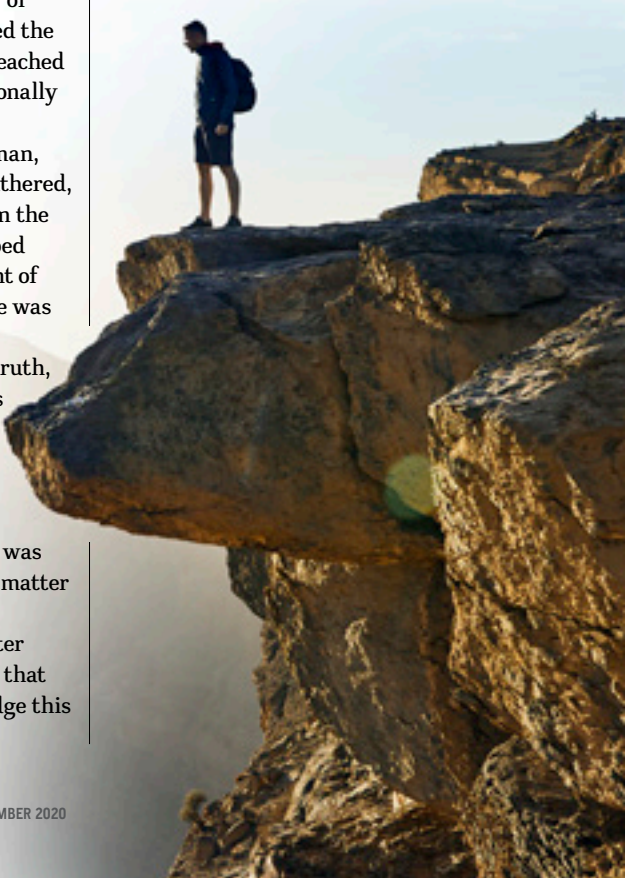 of
ed the
eached
onally
man,
thered,
n the
ped
nt of
e was
ruth,
s
was
matter
ter
that
dge this
MBER 2020